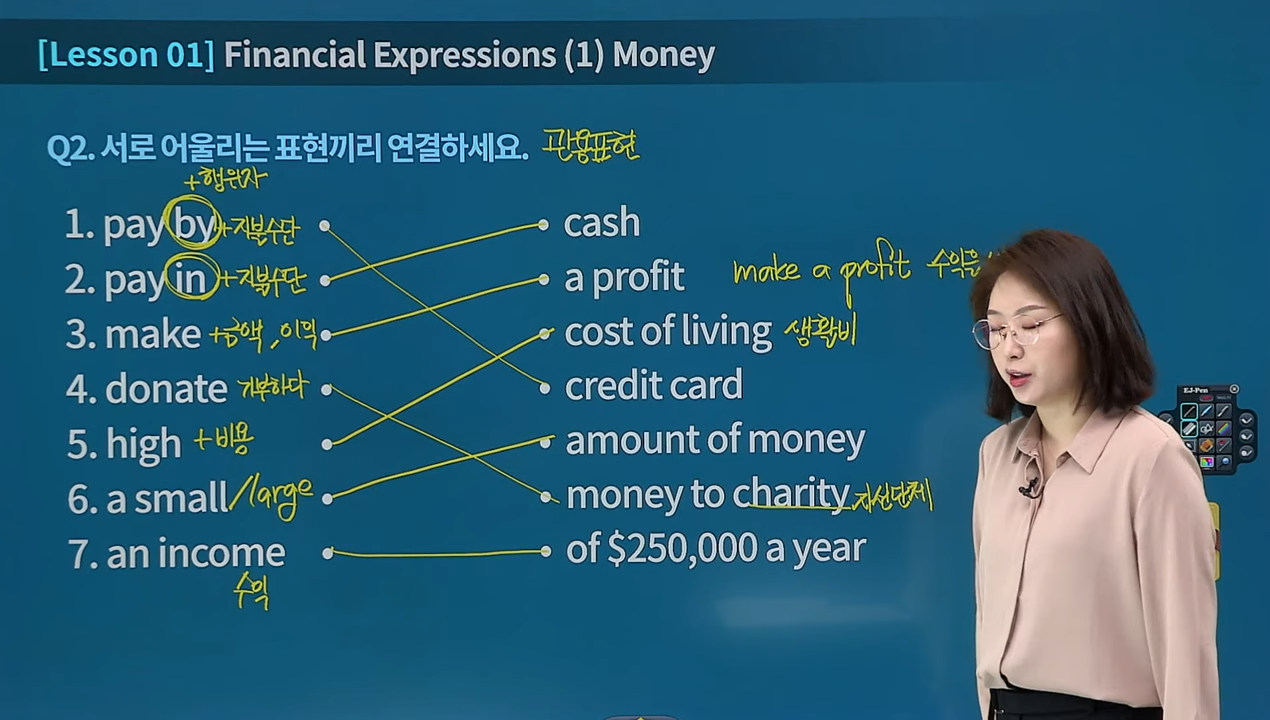 [Lesson 01] Financial Expressions (1) Money
Q2. 서로 어울리는 표현끼리 연결하세요. 관용표현
+행위자
1. pay by +지불수단 cash
2. pay in +지불수단 a profit make a profit 수익을
3. make +금액, 이익 cost of living 생활비
4. donate 기부하다 credit card
5. high +비용 amount of money
6. a small/large money to charity 자선단체
7. an income of $250,000 a year
수익
EJ-Pen